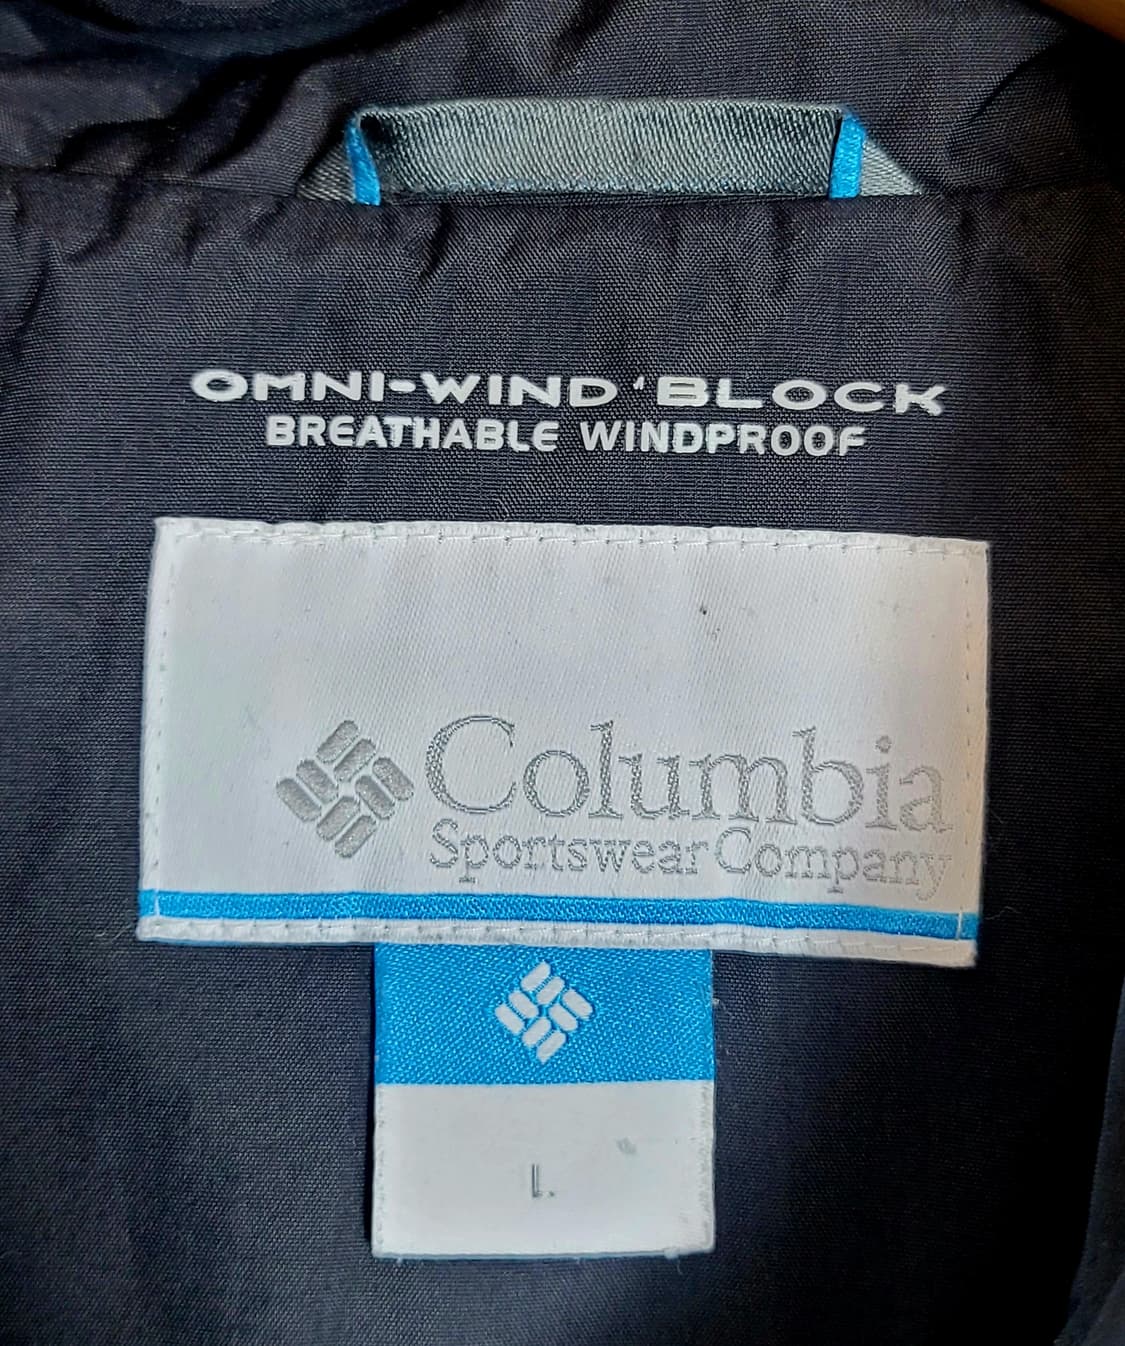 OMNI-WIND'BLOCK
BREATHABLE WINDPROOF
Columbia
Sportswear Company
L.